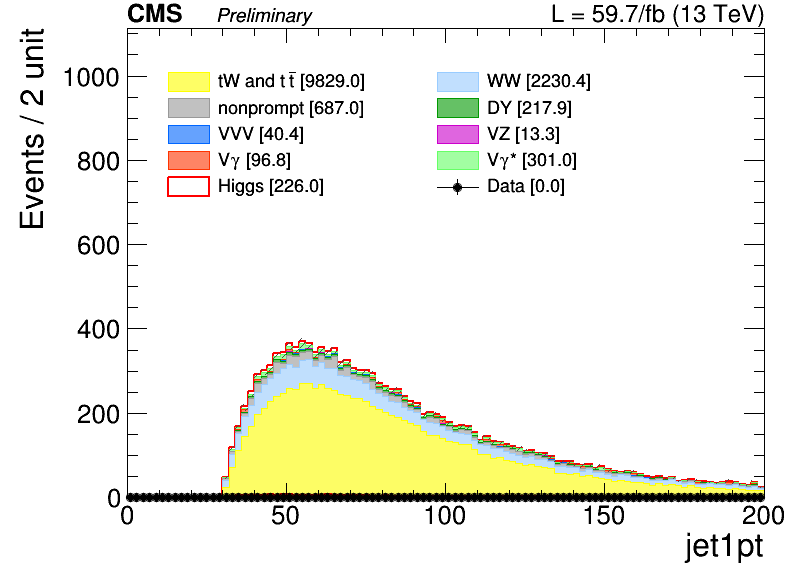 CMS Preliminary L = 59.7/fb (13 TeV)
Events / 2 unit
1000
800
600
400
200
0
tW and tt̅ [9829.0] WW [2230.4]
nonprompt [687.0] DY [217.9]
VVV [40.4] VZ [13.3]
Vγ [96.8] Vγ* [301.0]
Higgs [226.0] Data [0.0]
0 50 100 150 200
jet1pt